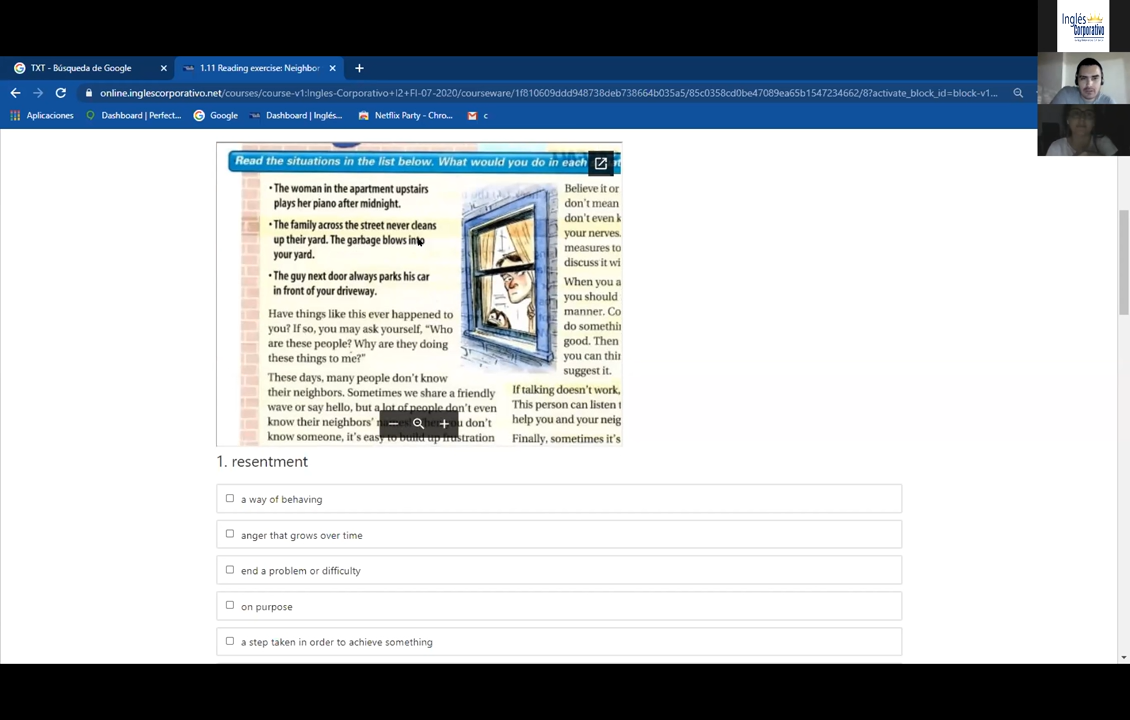 Inglés
Corporativo
TXT - Búsqueda de Google
1.11 Reading exercise: Neighbor
online.inglescorporativo.net/courses/course-v1:Ingles-Corporativo+I2+FI-07-2020/courseware/1f810609ddd948738deb738664b035a5/85c0358cd0be47089ea65b1547234662/8?activate_block_id=block-v1...
Aplicaciones
Dashboard | Perfect...
Google
Dashboard | Inglés...
Netflix Party - Chro...
c
Read the situations in the list below. What would you do in each
• The woman in the apartment upstairs
plays her piano after midnight.
• The family across the street never cleans
up their yard. The garbage blows into
your yard.
• The guy next door always parks his car
in front of your driveway.
Have things like this ever happened to
you? If so, you may ask yourself, "Who
are these people? Why are they doing
these things to me?"
These days, many people don't know
their neighbors. Sometimes we share a friendly
wave or say hello, but a lot of people don't even
know their neighbors' you don't
know someone, it's easy to build up frustration
Believe it or
don't mean
don't even k
your nerves.
measures to
discuss it wi
When you a
you should
manner. Co
do somethi
good. Then
you can thi
suggest it.
If talking doesn't work,
This person can listen t
help you and your neig
Finally, sometimes it's
1. resentment
a way of behaving
anger that grows over time
end a problem or difficulty
on purpose
a step taken in order to achieve something